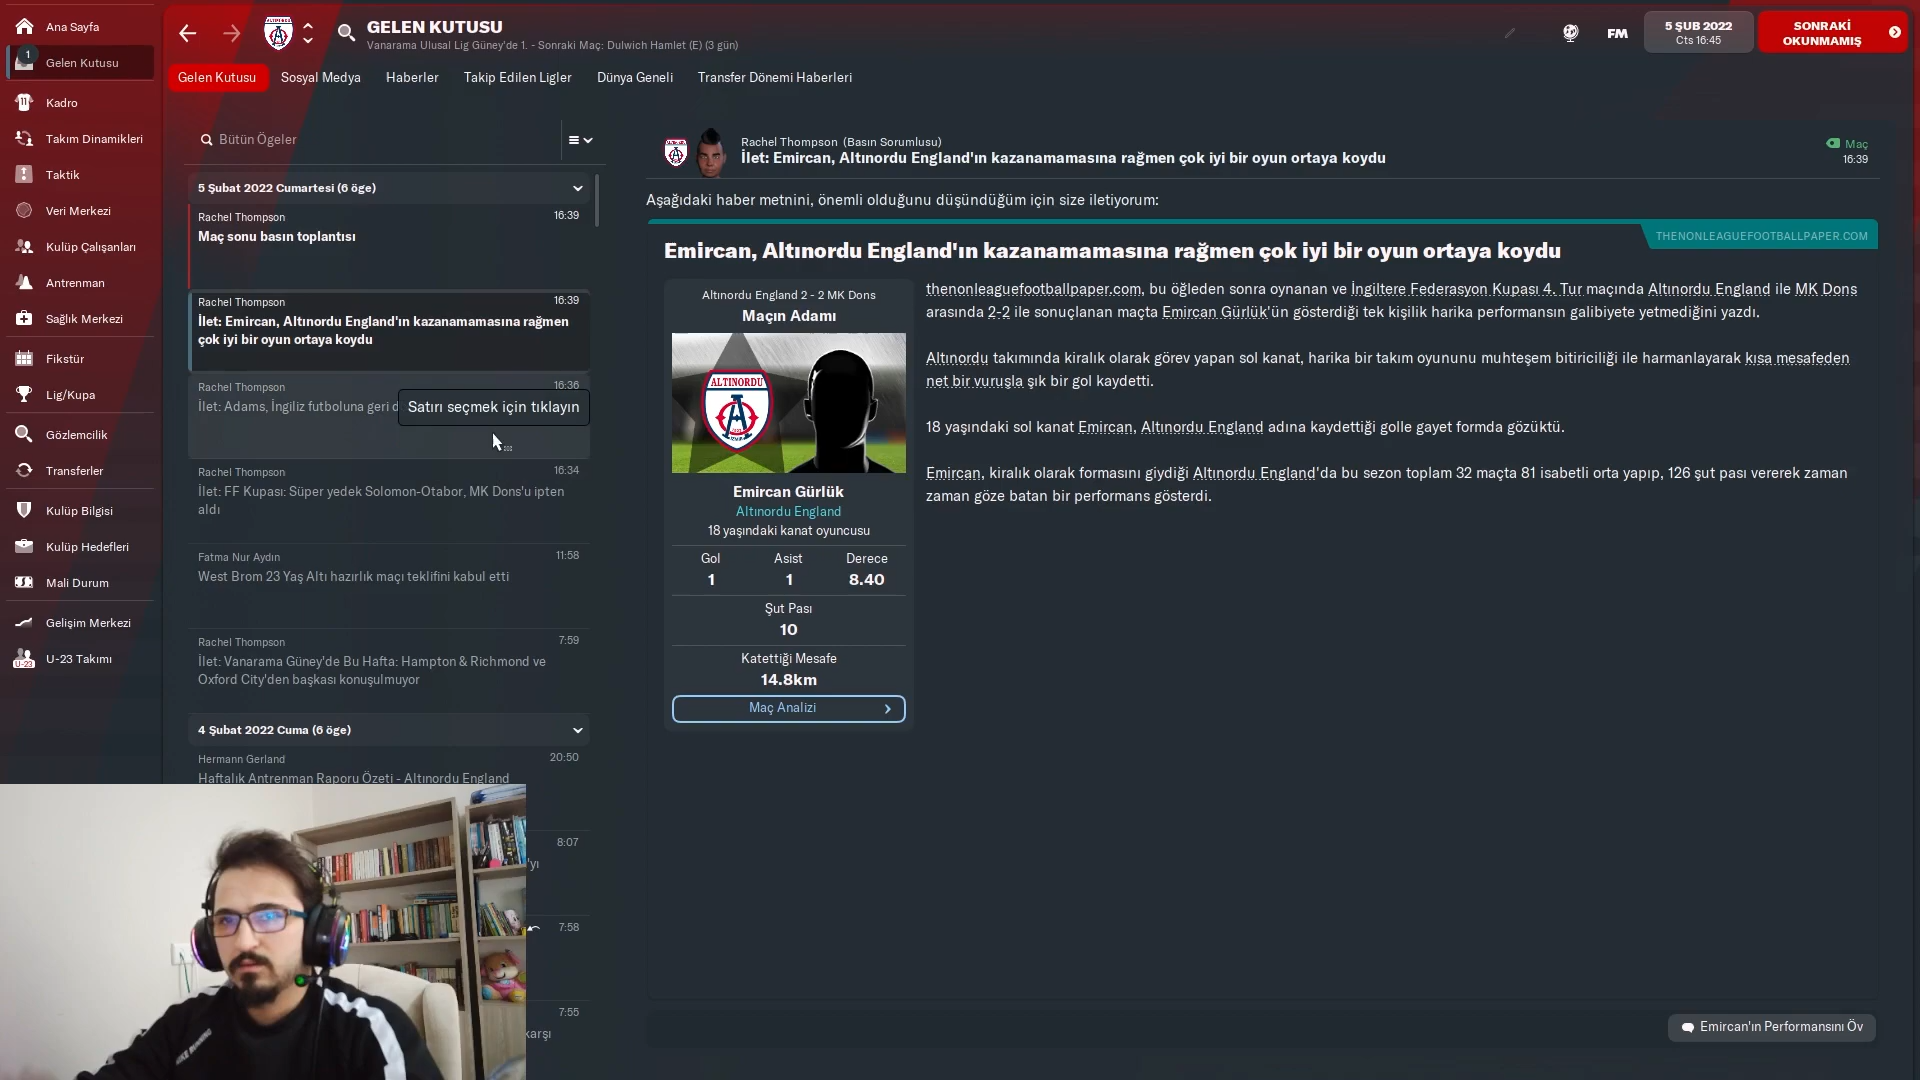 Ana Sayfa
1
Gelen Kutusu
Kadro
Takım Dinamikleri
Taktik
Veri Merkezi
Kulüp Çalışanları
Antrenman
Sağlık Merkezi
Fikstür
Lig/Kupa
Gözlemcilik
Transferler
Kulüp Bilgisi
Kulüp Hedefleri
Mali Durum
Gelişim Merkezi
U-23
U-23 Takımı
GELEN KUTUSU
Vanarama Ulusal Lig Güney'de 1. - Sonraki Maç: Dulwich Hamlet (E) (3 gün)
FM
5 ŞUB 2022
Cts 16:45
SONRAKİ
OKUNMAMIŞ
Gelen Kutusu Sosyal Medya Haberler Takip Edilen Ligler Dünya Geneli Transfer Dönemi Haberleri
Bütün Ögeler
5 Şubat 2022 Cumartesi (6 öge)
Rachel Thompson 16:39
Maç sonu basın toplantısı
Rachel Thompson 16:39
İlet: Emircan, Altınordu England'ın kazanamamasına rağmen
çok iyi bir oyun ortaya koydu
Rachel Thompson 16:36
İlet: Adams, İngiliz futboluna geri d
Satırı seçmek için tıklayın
Rachel Thompson 16:34
İlet: FF Kupası: Süper yedek Solomon-Otabor, MK Dons'u ipten
aldı
Fatma Nur Aydın 11:58
West Brom 23 Yaş Altı hazırlık maçı teklifini kabul etti
Rachel Thompson 7:59
İlet: Vanarama Güney'de Bu Hafta: Hampton & Richmond ve
Oxford City'den başkası konuşulmuyor
4 Şubat 2022 Cuma (6 öge)
Hermann Gerland 20:50
Haftalık Antrenman Raporu Özeti - Altınordu England
8:07
'yı
7:58
7:55
karşı
Rachel Thompson (Basın Sorumlusu)
İlet: Emircan, Altınordu England'ın kazanamamasına rağmen çok iyi bir oyun ortaya koydu
Maç
16:39
Aşağıdaki haber metnini, önemli olduğunu düşündüğüm için size iletiyorum:
THENONLEAGUEFOOTBALLPAPER.COM
Emircan, Altınordu England'ın kazanamamasına rağmen çok iyi bir oyun ortaya koydu
Altınordu England 2 - 2 MK Dons
Maçın Adamı
ALTINORDU
Emircan Gürlük
Altınordu England
18 yaşındaki kanat oyuncusu
Gol Asist Derece
1 1 8.40
Şut Pası
10
Katettiği Mesafe
14.8km
Maç Analizi
thenonleaguefootballpaper.com, bu öğleden sonra oynanan ve İngiltere Federasyon Kupası 4. Tur maçında Altınordu England ile MK Dons
arasında 2-2 ile sonuçlanan maçta Emircan Gürlük'ün gösterdiği tek kişilik harika performansın galibiyete yetmediğini yazdı.
Altınordu takımında kiralık olarak görev yapan sol kanat, harika bir takım oyununu muhteşem bitiriciliği ile harmanlayarak kısa mesafeden
net bir vuruşla şık bir gol kaydetti.
18 yaşındaki sol kanat Emircan, Altınordu England adına kaydettiği golle gayet formda gözüktü.
Emircan, kiralık olarak formasını giydiği Altınordu England'da bu sezon toplam 32 maçta 81 isabetli orta yapıp, 126 şut pası vererek zaman
zaman göze batan bir performans gösterdi.
Emircan'ın Performansını Öv